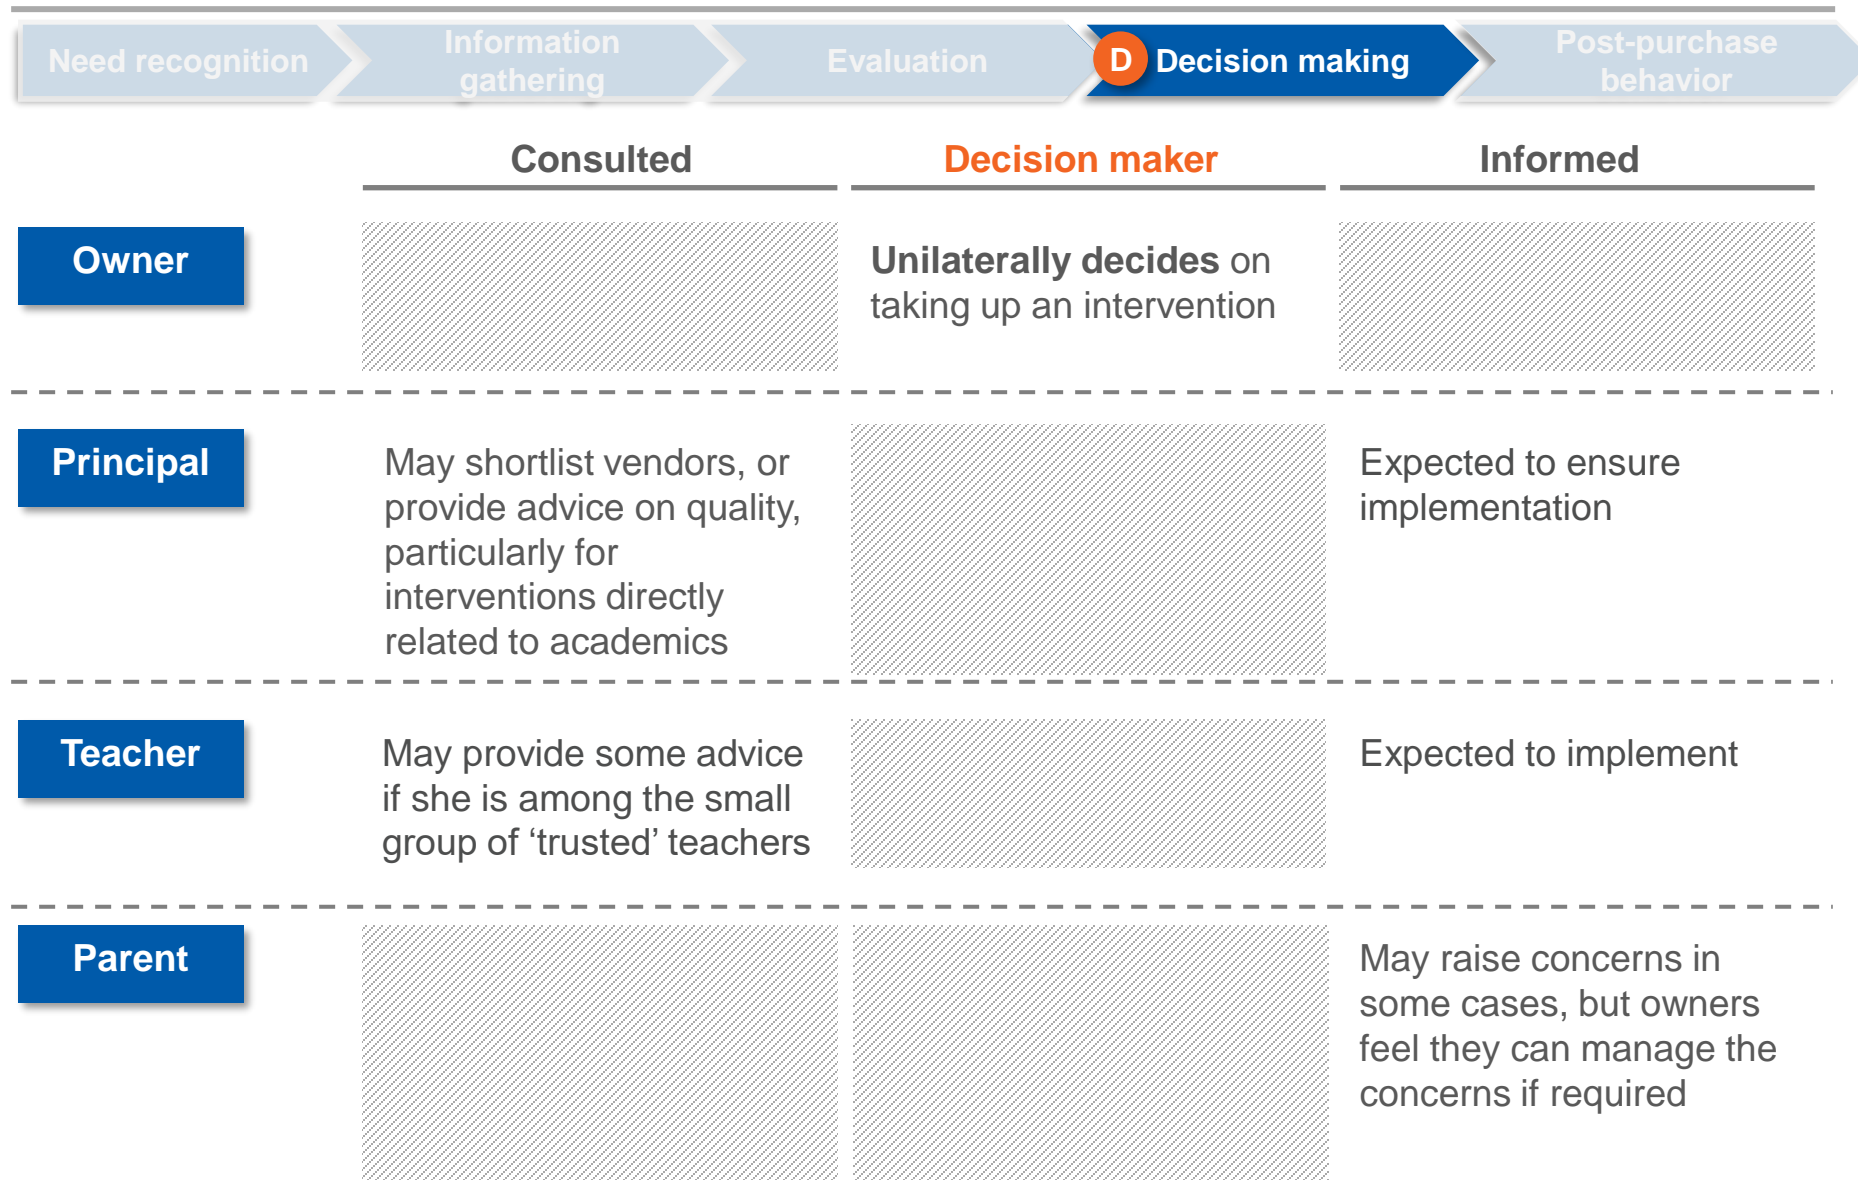 Need recognition
Information
gathering
Evaluation
D Decision making
Post-purchase
behavior
Consulted
Decision maker
Informed
Owner
Unilaterally decides on
taking up an intervention
Principal
May shortlist vendors, or
provide advice on quality,
particularly for
interventions directly
related to academics
Expected to ensure
implementation
Teacher
May provide some advice
if she is among the small
group of ‘trusted’ teachers
Expected to implement
Parent
May raise concerns in
some cases, but owners
feel they can manage the
concerns if required